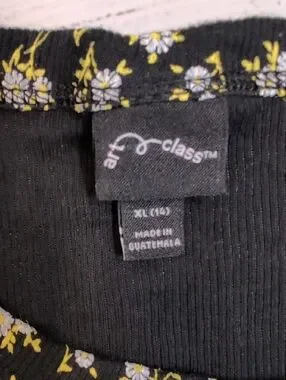 art class™
XL (14)
MADE IN
GUATEMALA